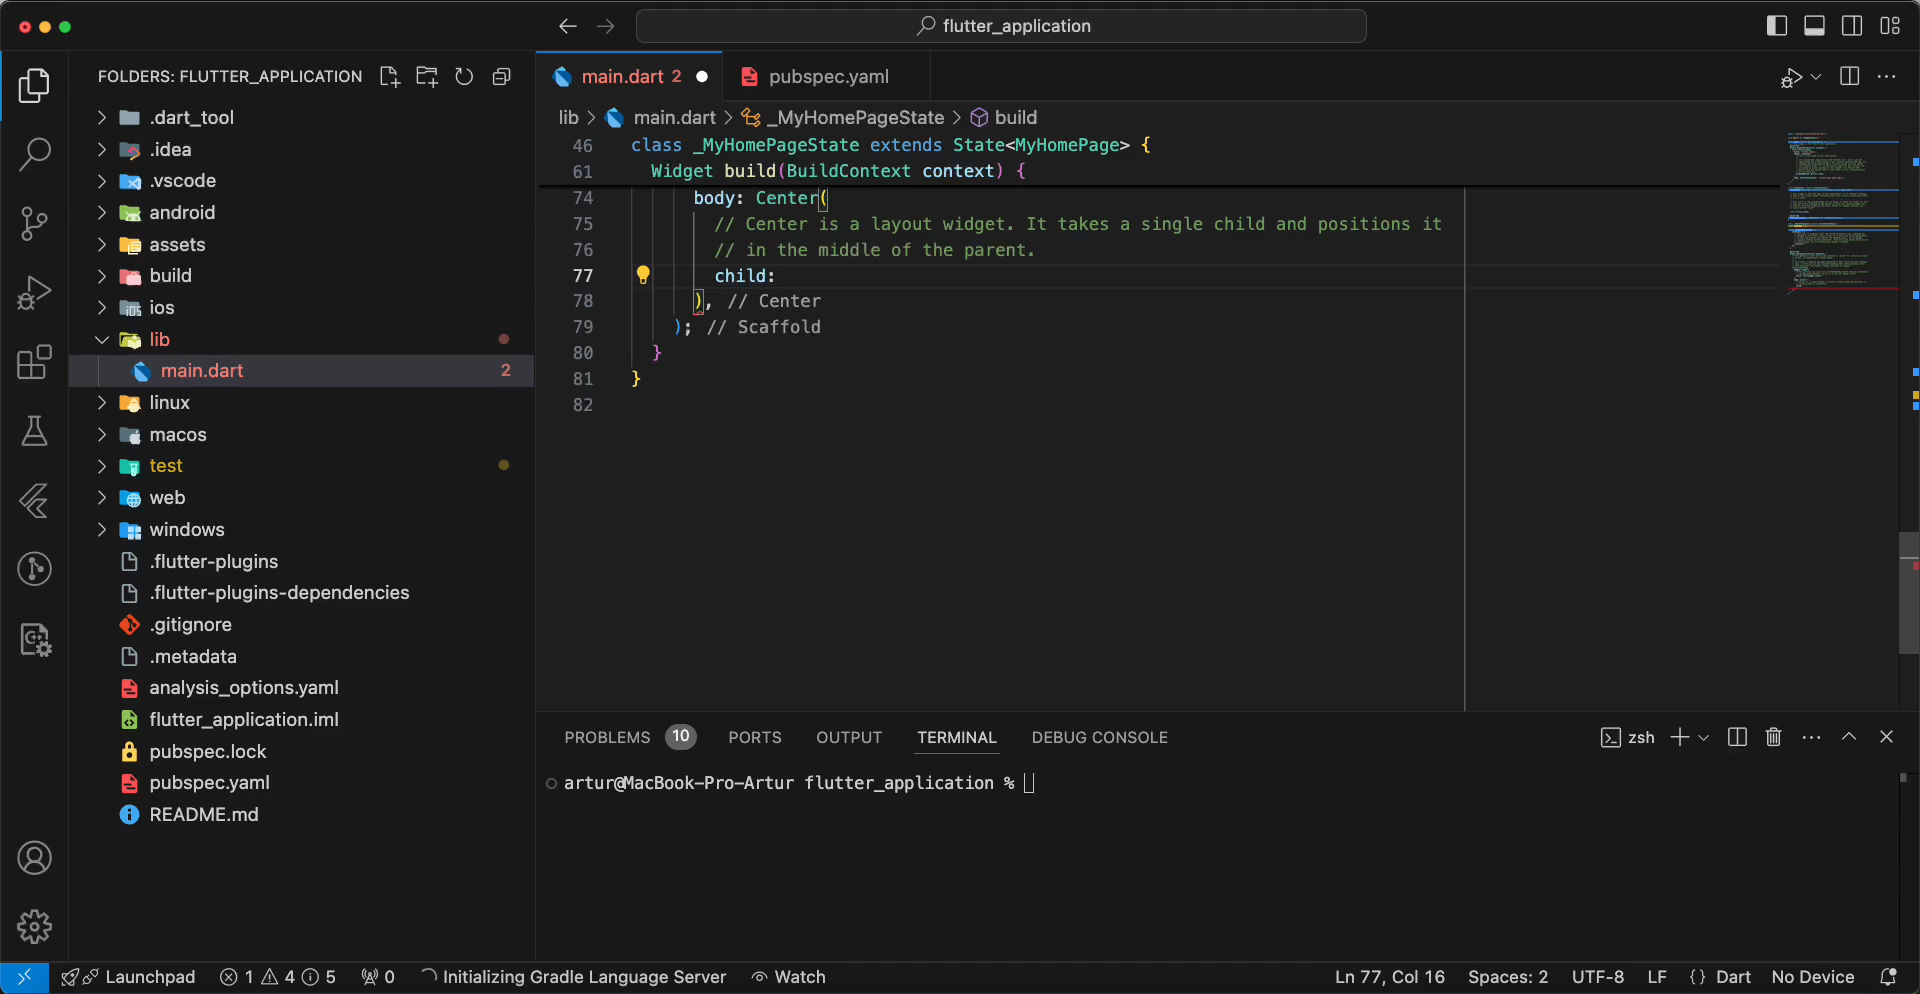 flutter_application
FOLDERS: FLUTTER_APPLICATION
.dart_tool
.idea
.vscode
android
assets
build
ios
lib
main.dart 2
linux
macos
test
web
windows
.flutter-plugins
.flutter-plugins-dependencies
.gitignore
.metadata
analysis_options.yaml
flutter_application.iml
pubspec.lock
pubspec.yaml
README.md
main.dart 2
pubspec.yaml
lib > main.dart > _MyHomePageState > build
46 class _MyHomePageState extends State<MyHomePage> {
61 Widget build(BuildContext context) {
74 body: Center(
75 // Center is a layout widget. It takes a single child and positions it
76 // in the middle of the parent.
77 child:
78 ), // Center
79 ); // Scaffold
80 }
81 }
82
PROBLEMS 10 PORTS OUTPUT TERMINAL DEBUG CONSOLE
zsh
artur@MacBook-Pro-Artur flutter_application %
Launchpad 1 4 5 0 Initializing Gradle Language Server Watch
Ln 77, Col 16 Spaces: 2 UTF-8 LF {} Dart No Device